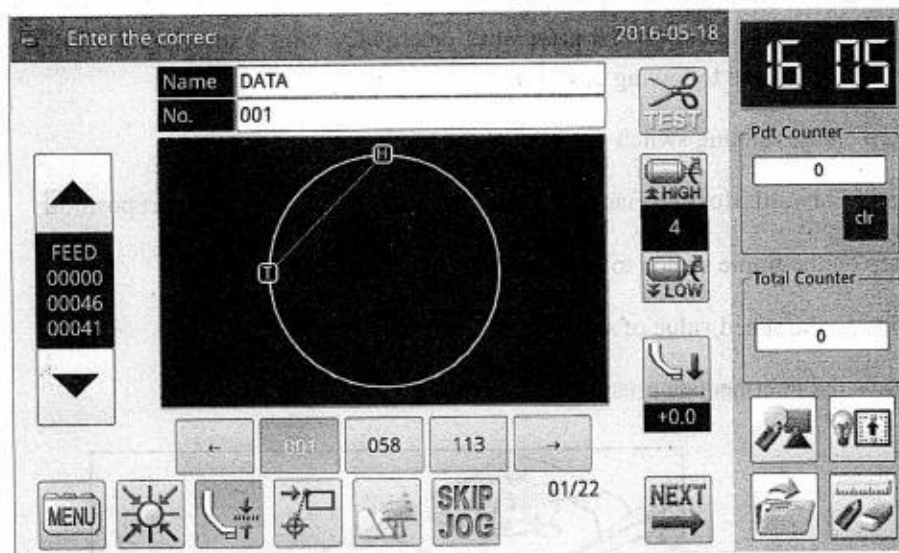 Enter the correc
2016-05-18
16 05
Name DATA
No. 001
TEST
H
T
HIGH
4
LOW
+0.0
FEED
00000
00046
00041
Pdt Counter
0
clr
Total Counter
0
← 001 058 113 →
MENU
SKIP
JOG
01/22
NEXT